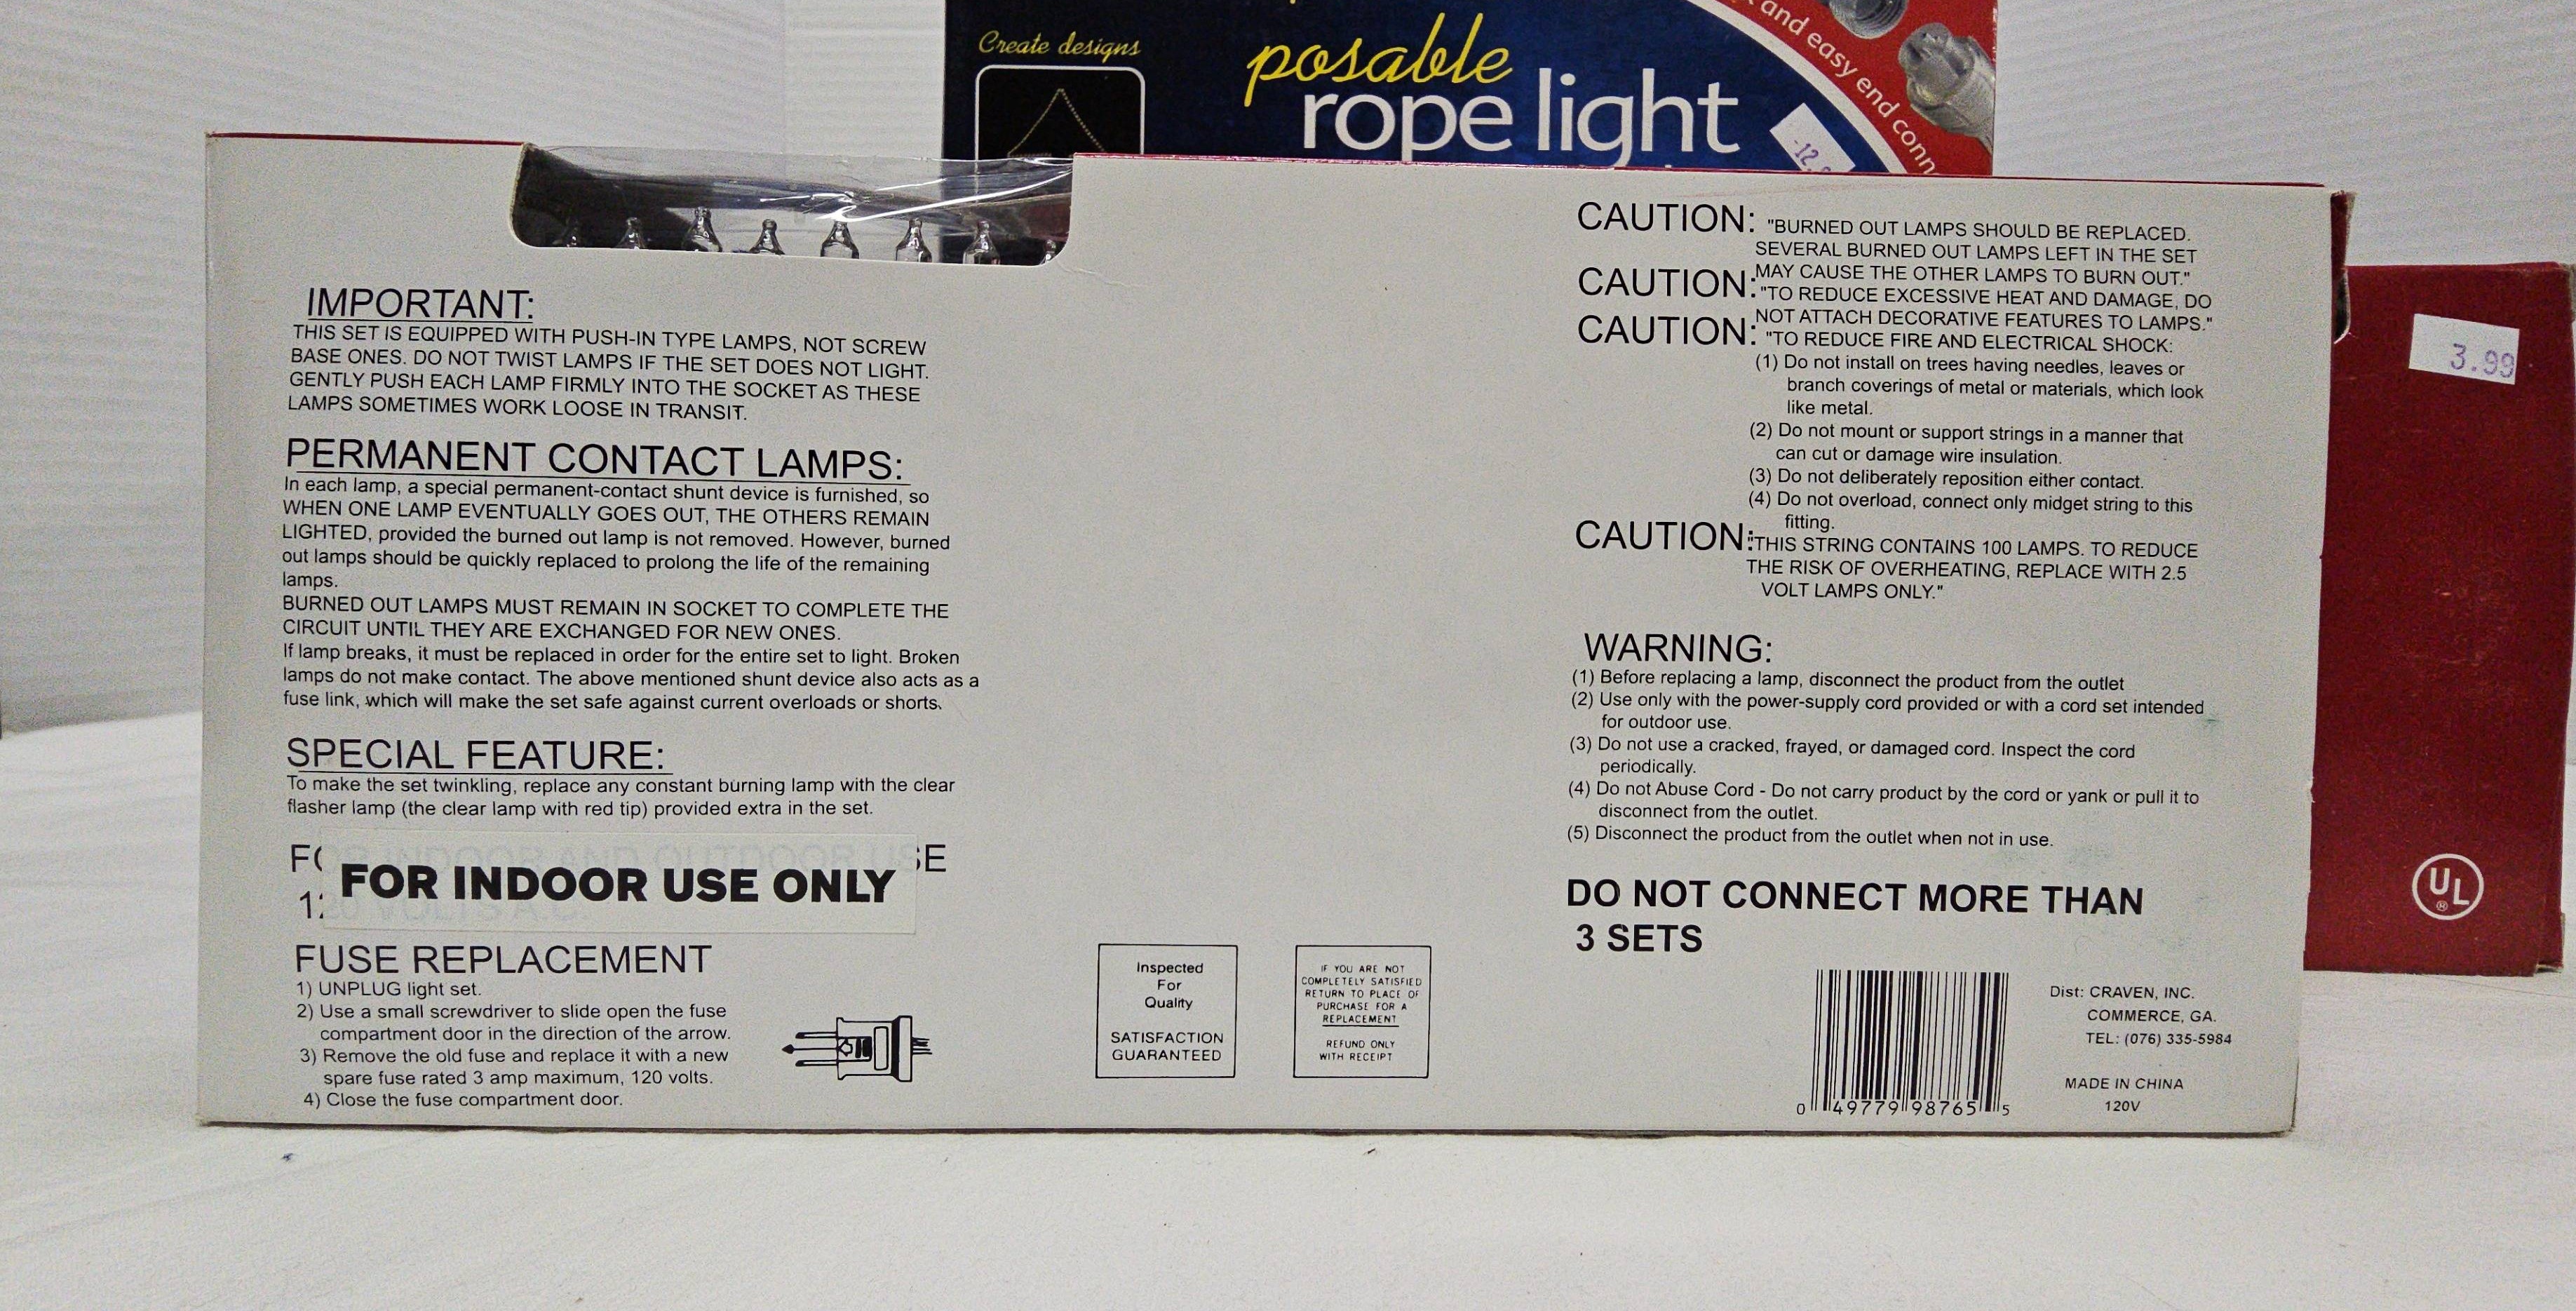 Create designs
posable
rope light
and easy end conn
-12.
IMPORTANT:
THIS SET IS EQUIPPED WITH PUSH-IN TYPE LAMPS, NOT SCREW
BASE ONES. DO NOT TWIST LAMPS IF THE SET DOES NOT LIGHT.
GENTLY PUSH EACH LAMP FIRMLY INTO THE SOCKET AS THESE
LAMPS SOMETIMES WORK LOOSE IN TRANSIT.
PERMANENT CONTACT LAMPS:
In each lamp, a special permanent-contact shunt device is furnished, so
WHEN ONE LAMP EVENTUALLY GOES OUT, THE OTHERS REMAIN
LIGHTED, provided the burned out lamp is not removed. However, burned
out lamps should be quickly replaced to prolong the life of the remaining
lamps.
BURNED OUT LAMPS MUST REMAIN IN SOCKET TO COMPLETE THE
CIRCUIT UNTIL THEY ARE EXCHANGED FOR NEW ONES.
If lamp breaks, it must be replaced in order for the entire set to light. Broken
lamps do not make contact. The above mentioned shunt device also acts as a
fuse link, which will make the set safe against current overloads or shorts.
SPECIAL FEATURE:
To make the set twinkling, replace any constant burning lamp with the clear
flasher lamp (the clear lamp with red tip) provided extra in the set.
FOR INDOOR AND OUTDOOR USE
120 VOLTS A.C.
FOR INDOOR USE ONLY
FUSE REPLACEMENT
1) UNPLUG light set.
2) Use a small screwdriver to slide open the fuse
compartment door in the direction of the arrow.
3) Remove the old fuse and replace it with a new
spare fuse rated 3 amp maximum, 120 volts.
4) Close the fuse compartment door.
Inspected
For
Quality
SATISFACTION
GUARANTEED
IF YOU ARE NOT
COMPLETELY SATISFIED
RETURN TO PLACE OF
PURCHASE FOR A
REPLACEMENT
REFUND ONLY
WITH RECEIPT
CAUTION: "BURNED OUT LAMPS SHOULD BE REPLACED.
SEVERAL BURNED OUT LAMPS LEFT IN THE SET
MAY CAUSE THE OTHER LAMPS TO BURN OUT."
CAUTION: "TO REDUCE EXCESSIVE HEAT AND DAMAGE, DO
NOT ATTACH DECORATIVE FEATURES TO LAMPS."
CAUTION: "TO REDUCE FIRE AND ELECTRICAL SHOCK:
(1) Do not install on trees having needles, leaves or
branch coverings of metal or materials, which look
like metal.
(2) Do not mount or support strings in a manner that
can cut or damage wire insulation.
(3) Do not deliberately reposition either contact.
(4) Do not overload, connect only midget string to this
fitting.
CAUTION: "THIS STRING CONTAINS 100 LAMPS. TO REDUCE
THE RISK OF OVERHEATING, REPLACE WITH 2.5
VOLT LAMPS ONLY."
WARNING:
(1) Before replacing a lamp, disconnect the product from the outlet
(2) Use only with the power-supply cord provided or with a cord set intended
for outdoor use.
(3) Do not use a cracked, frayed, or damaged cord. Inspect the cord
periodically.
(4) Do not Abuse Cord - Do not carry product by the cord or yank or pull it to
disconnect from the outlet.
(5) Disconnect the product from the outlet when not in use.
DO NOT CONNECT MORE THAN
3 SETS
0 49779 98765 5
Dist: CRAVEN, INC.
COMMERCE, GA.
TEL: (076) 335-5984
MADE IN CHINA
120V
3.99
UL
®